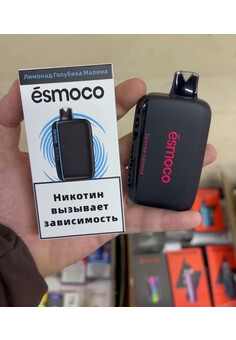 Лимонад Голубика Малина
ésmoco
Никотин
вызывает
зависимость
ésmoco